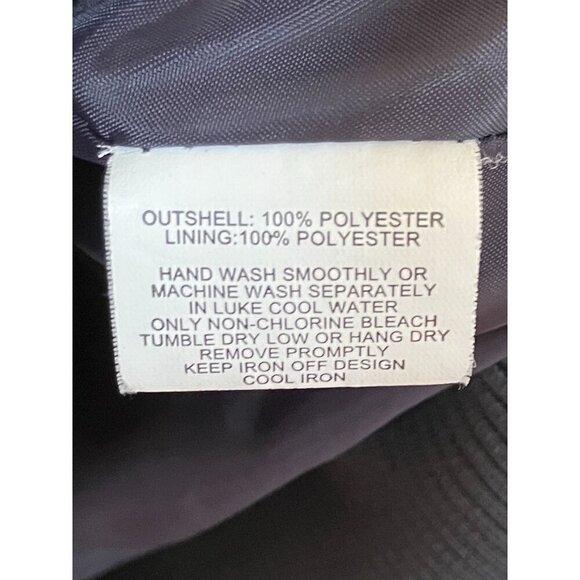 OUTSHELL: 100% POLYESTER
LINING:100% POLYESTER
HAND WASH SMOOTHLY OR
MACHINE WASH SEPARATELY
IN LUKE COOL WATER
ONLY NON-CHLORINE BLEACH
TUMBLE DRY LOW OR HANG DRY
REMOVE PROMPTLY
KEEP IRON OFF DESIGN
COOL IRON